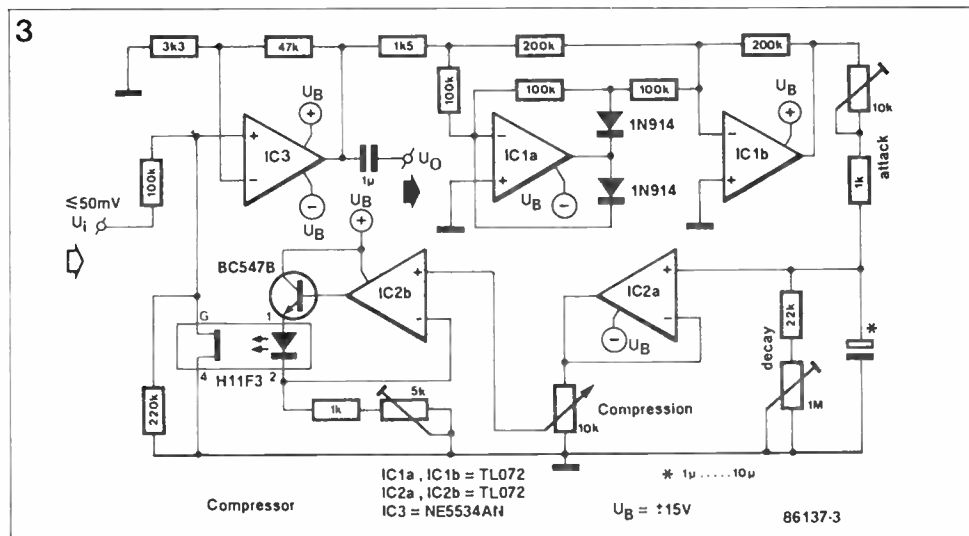 3
3k3
47k
1k5
200k
200k
100k
100k
100k
10k
UB
+
+
-
IC3
-
UB
1μ
UO
1N914
1N914
-
+
IC1a
-
UB
UB
+
-
+
IC1b
attack
1k
100k
≤50mV
Ui
UB
+
BC547B
IC2b
+
-
IC2a
+
-
-
UB
22k
decay
*
G
1
4
2
H11F3
220k
1k
5k
10k
Compression
1M
Compressor
IC1a , IC1b = TL072
IC2a, IC2b = TL072
IC3 = NE5534AN
* 1μ.....10μ
UB = ±15V
86137-3